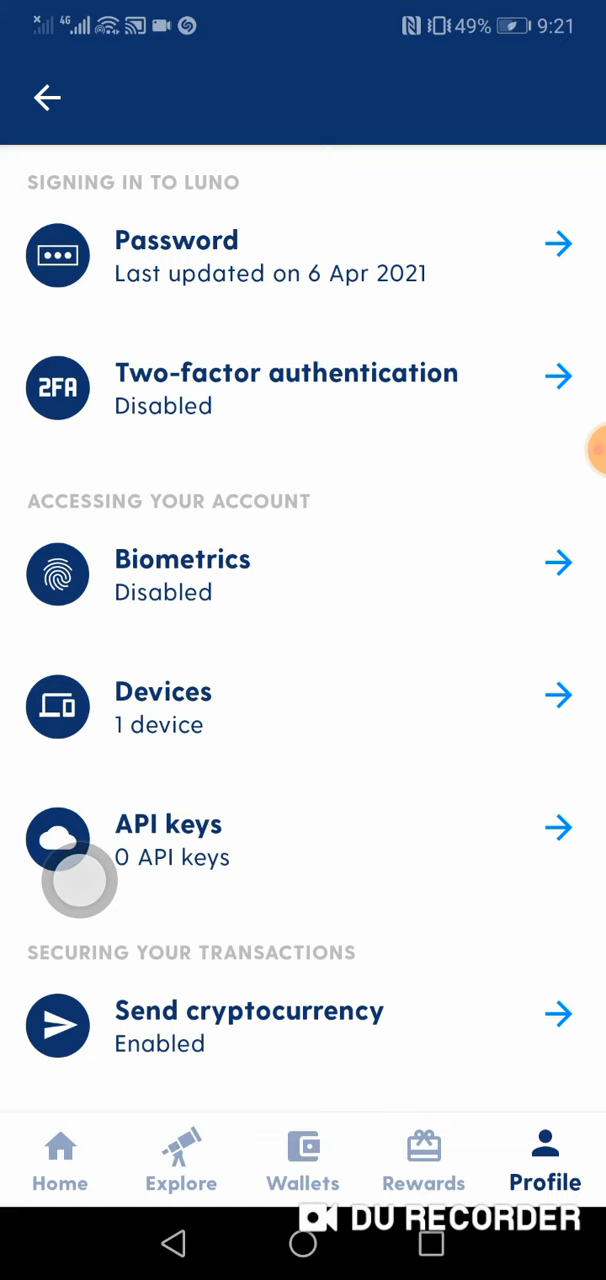 4G 49% 9:21
SIGNING IN TO LUNO
Password
Last updated on 6 Apr 2021
2FA
Two-factor authentication
Disabled
ACCESSING YOUR ACCOUNT
Biometrics
Disabled
Devices
1 device
API keys
0 API keys
SECURING YOUR TRANSACTIONS
Send cryptocurrency
Enabled
Home Explore Wallets Rewards Profile
DU RECORDER